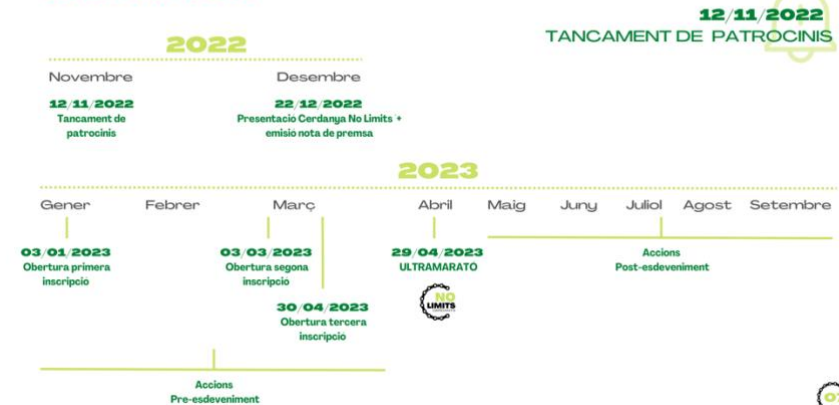 12/11/2022
TANCAMENT DE PATROCINIS
2022
Novembre
Desembre
12/11/2022
Tancament de
patrocinis
22/12/2022
Presentacio Cerdanya No Limits +
emisio nota de premsa
2023
Gener
Febrer
Març
Abril
Maig
Juny
Juliol
Agost
Setembre
03/01/2023
Obertura primera
inscripcio
03/03/2023
Obertura segona
inscripcio
29/04/2023
ULTRAMARATO
NO
LIMITS
Accions
Post-esdeveniment
30/04/2023
Obertura tercera
inscripcio
Accions
Pre-esdeveniment